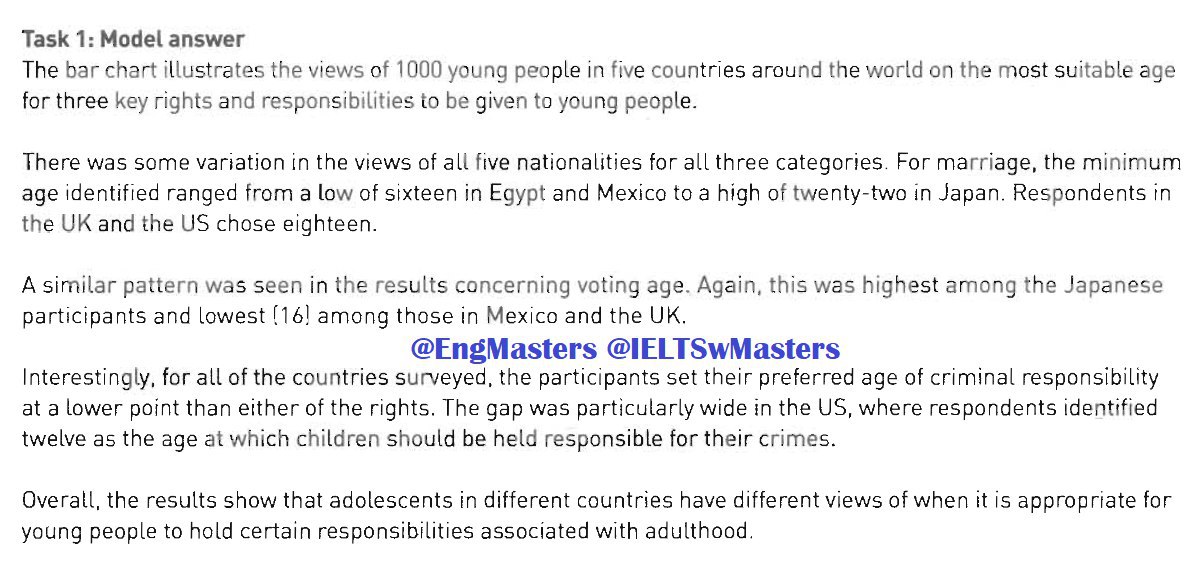 Task 1: Model answer
The bar chart illustrates the views of 1000 young people in five countries around the world on the most suitable age
for three key rights and responsibilities to be given to young people.
There was some variation in the views of all five nationalities for all three categories. For marriage, the minimum
age identified ranged from a low of sixteen in Egypt and Mexico to a high of twenty-two in Japan. Respondents in
the UK and the US chose eighteen.
A similar pattern was seen in the results concerning voting age. Again, this was highest among the Japanese
participants and lowest (16) among those in Mexico and the UK.
@EngMasters @IELTSwMasters
Interestingly, for all of the countries surveyed, the participants set their preferred age of criminal responsibility
at a lower point than either of the rights. The gap was particularly wide in the US, where respondents identified
twelve as the age at which children should be held responsible for their crimes.
Overall, the results show that adolescents in different countries have different views of when it is appropriate for
young people to hold certain responsibilities associated with adulthood.